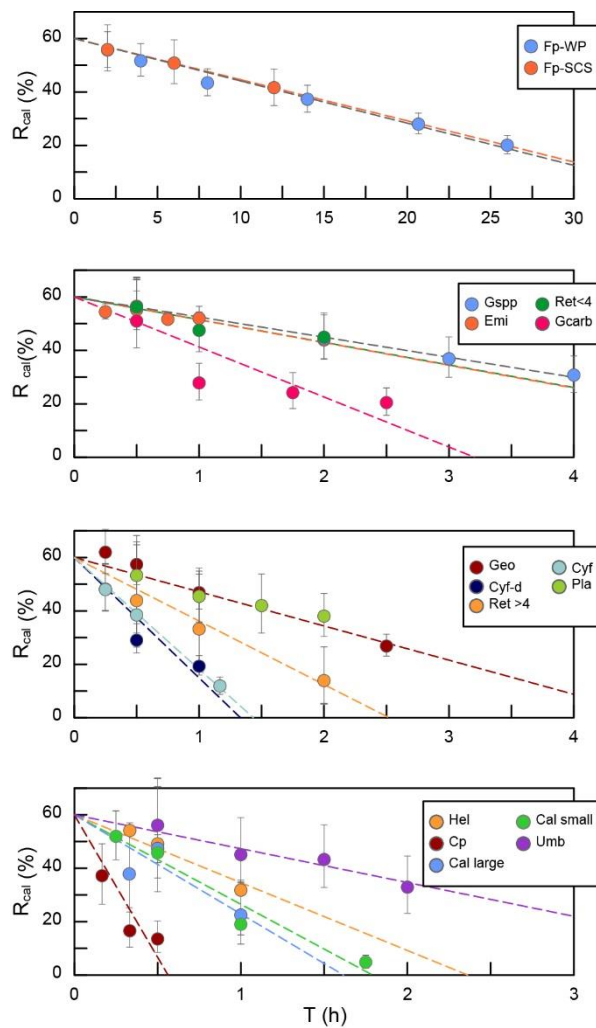 60
40
20
0
R cal (%)
Fp-WP
Fp-SCS
0 5 10 15 20 25 30
60
40
20
0
R cal(%)
Gspp Ret<4
Emi Gcarb
0 1 2 3 4
60
40
20
0
Rcal (%)
Geo Cyf
Cyf-d Pla
Ret >4
0 1 2 3 4
60
40
20
0
Rcal (%)
Hel Cal small
Cp Umb
Cal large
0 1 2 3
T (h)